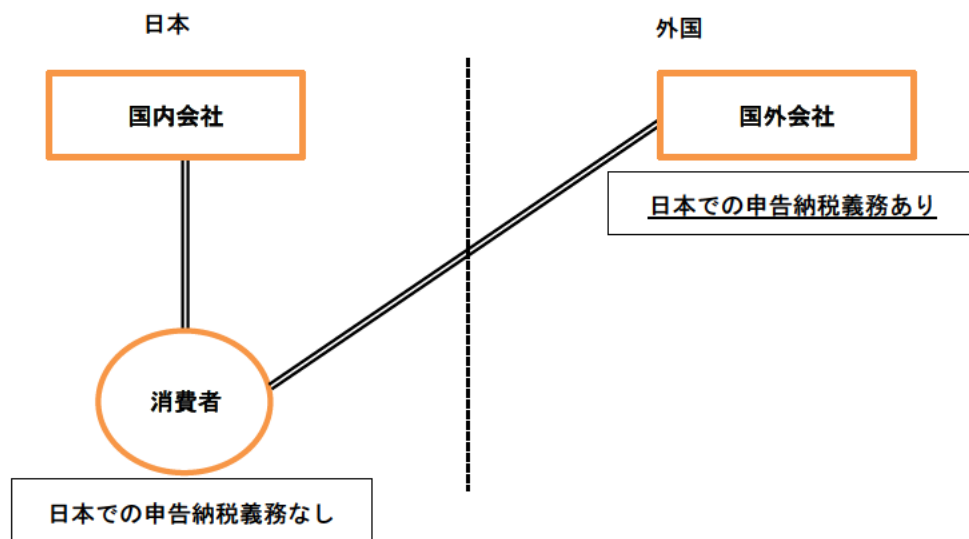 日本
外国
国内会社
国外会社
日本での申告納税義務あり
消費者
日本での申告納税義務なし